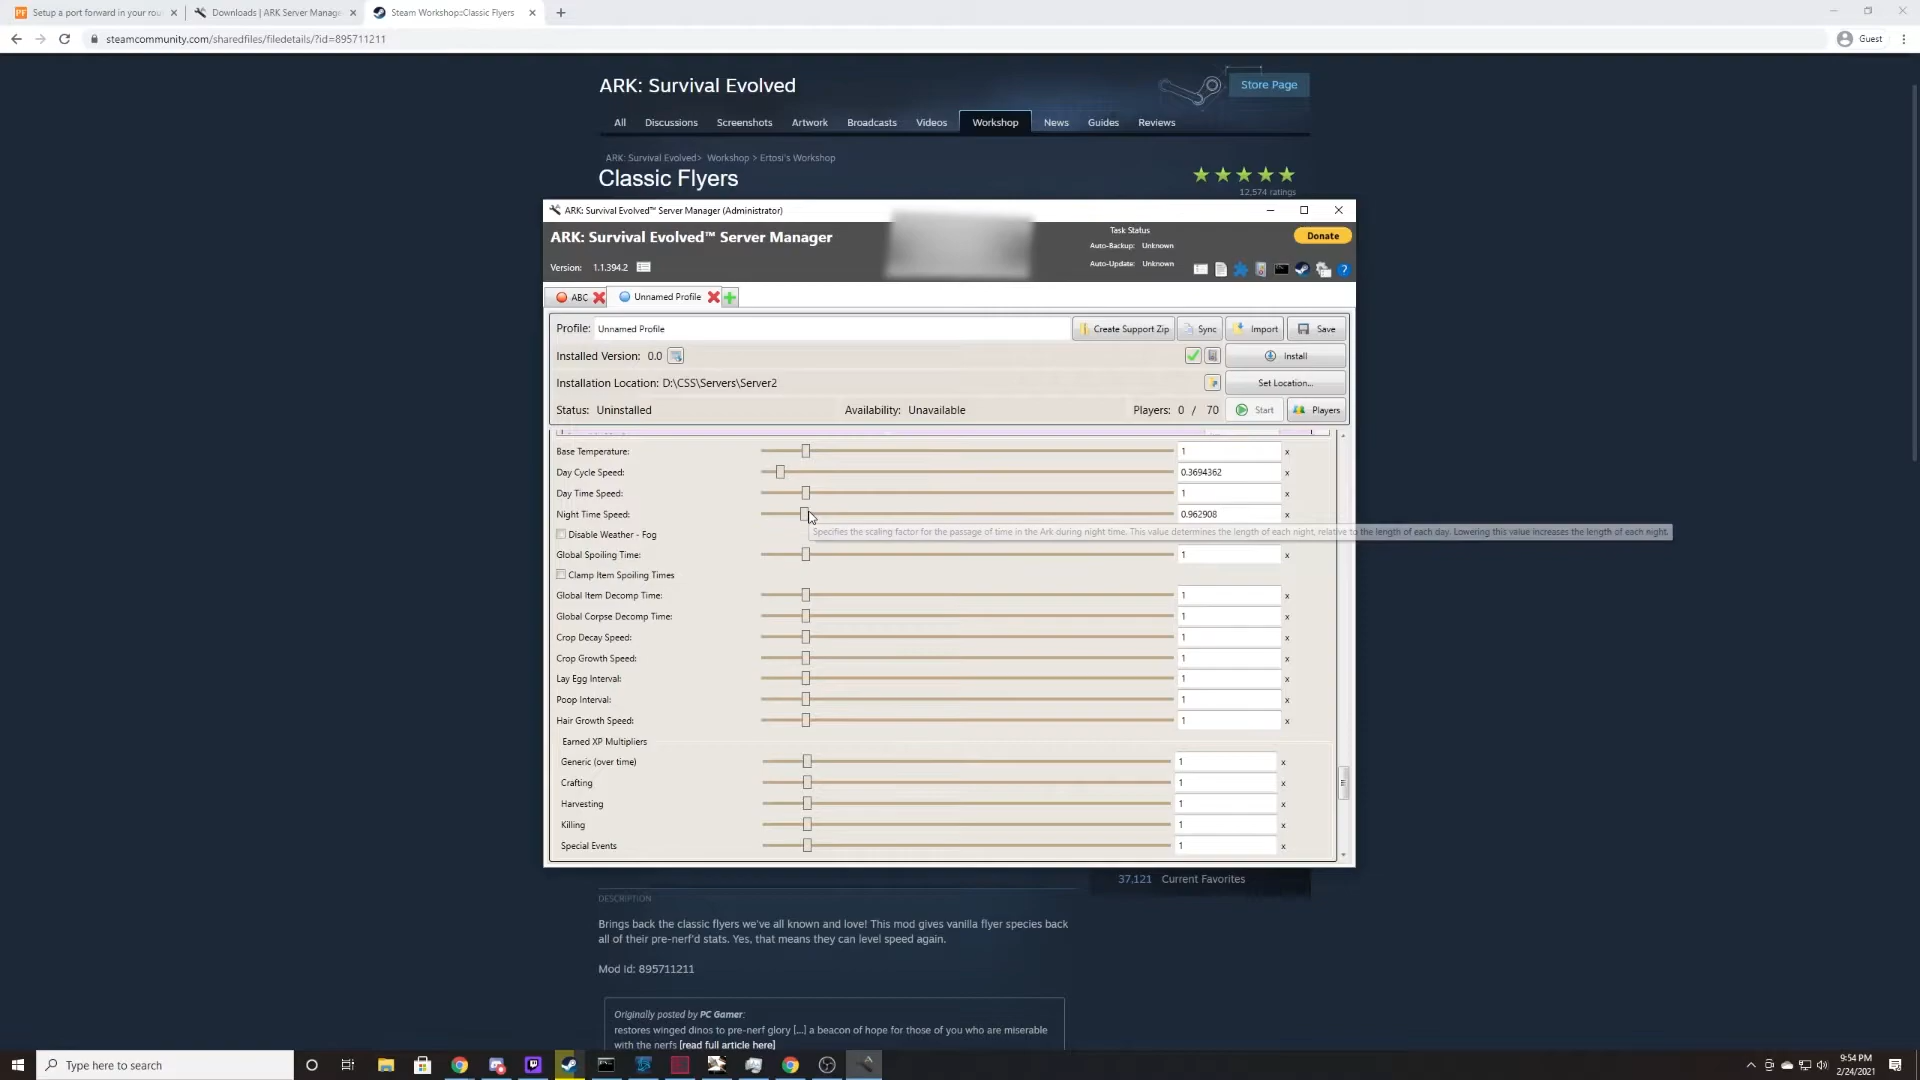 Setup a port forward in your rou
Downloads | ARK Server Manage
Steam Workshop::Classic Flyers
steamcommunity.com/sharedfiles/filedetails/?id=895711211
Guest
ARK: Survival Evolved
Store Page
All Discussions Screenshots Artwork Broadcasts Videos Workshop News Guides Reviews
ARK: Survival Evolved > Workshop > Ertosi's Workshop
Classic Flyers
12,574 ratings
ARK: Survival Evolved™ Server Manager (Administrator)
ARK: Survival Evolved™ Server Manager
Task Status
Auto-Backup: Unknown
Auto-Update: Unknown
Donate
Version: 1.1.394.2
ABC
Unnamed Profile
Profile: Unnamed Profile
Create Support Zip
Sync
Import
Save
Installed Version: 0.0
Install
Installation Location: D:\CSS\Servers\Server2
Set Location...
Status: Uninstalled
Availability: Unavailable
Players: 0 / 70
Start
Players
Base Temperature: 1 x
Day Cycle Speed: 0.3694362 x
Day Time Speed: 1 x
Night Time Speed: 0.962908 x
Specifies the scaling factor for the passage of time in the Ark during night time. This value determines the length of each night, relative to the length of each day. Lowering this value increases the length of each night.
Disable Weather - Fog
Global Spoiling Time: 1 x
Clamp Item Spoiling Times
Global Item Decomp Time: 1 x
Global Corpse Decomp Time: 1 x
Crop Decay Speed: 1 x
Crop Growth Speed: 1 x
Lay Egg Interval: 1 x
Poop Interval: 1 x
Hair Growth Speed: 1 x
Earned XP Multipliers
Generic (over time) 1 x
Crafting 1 x
Harvesting 1 x
Killing 1 x
Special Events 1 x
37,121 Current Favorites
DESCRIPTION
Brings back the classic flyers we've all known and love! This mod gives vanilla flyer species back
all of their pre-nerf'd stats. Yes, that means they can level speed again.
Mod Id: 895711211
Originally posted by PC Gamer:
restores winged dinos to pre-nerf glory [...] a beacon of hope for those of you who are miserable
with the nerfs [read full article here]
Type here to search
9:54 PM
2/24/2021